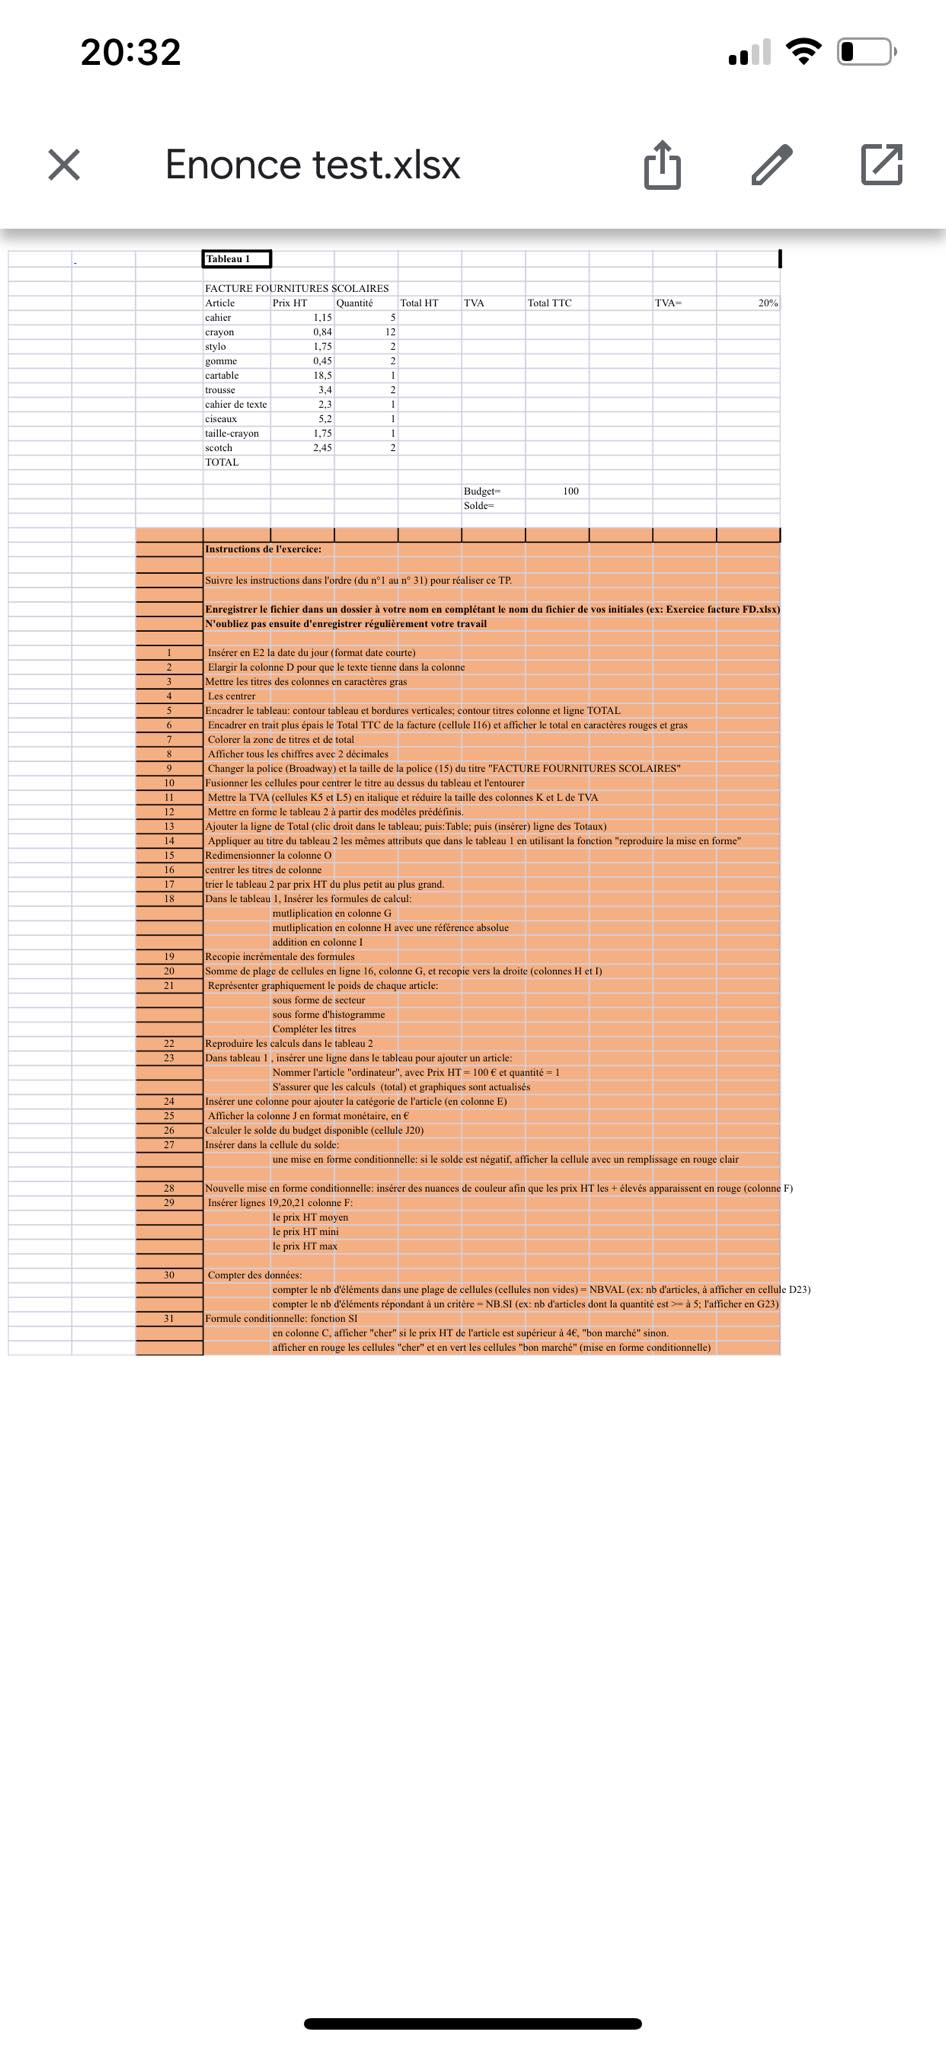 20:32
Enonce test.xlsx
Tableau 1
FACTURE FOURNITURES SCOLAIRES
Article Prix HT Quantité Total HT TVA Total TTC TVA= 20%
cahier 1,15 5
crayon 0,84 12
stylo 1,75 2
gomme 0,45 2
cartable 18,5 1
trousse 3,4 2
cahier de texte 2,3 1
ciseaux 5,2 1
taille-crayon 1,75 1
scotch 2,45 2
TOTAL
Budget= 100
Solde=
Instructions de l'exercice:
Suivre les instructions dans l'ordre (du n°1 au n° 31) pour réaliser ce TP.
Enregistrer le fichier dans un dossier à votre nom en complétant le nom du fichier de vos initiales (ex: Exercice facture FD.xlsx)
N'oubliez pas ensuite d'enregistrer régulièrement votre travail
1 Insérer en E2 la date du jour (format date courte)
2 Elargir la colonne D pour que le texte tienne dans la colonne
3 Mettre les titres des colonnes en caractères gras
4 Les centrer
5 Encadrer le tableau: contour tableau et bordures verticales; contour titres colonne et ligne TOTAL
6 Encadrer en trait plus épais le Total TTC de la facture (cellule I16) et afficher le total en caractères rouges et gras
7 Colorer la zone de titres et de total
8 Afficher tous les chiffres avec 2 décimales
9 Changer la police (Broadway) et la taille de la police (15) du titre "FACTURE FOURNITURES SCOLAIRES"
10 Fusionner les cellules pour centrer le titre au dessus du tableau et l'entourer
11 Mettre la TVA (cellules K5 et L5) en italique et réduire la taille des colonnes K et L de TVA
12 Mettre en forme le tableau 2 à partir des modèles prédéfinis.
13 Ajouter la ligne de Total (clic droit dans le tableau; puis:Table; puis (insérer) ligne des Totaux)
14 Appliquer au titre du tableau 2 les mêmes attributs que dans le tableau 1 en utilisant la fonction "reproduire la mise en forme"
15 Redimensionner la colonne O
16 centrer les titres de colonne
17 trier le tableau 2 par prix HT du plus petit au plus grand.
18 Dans le tableau 1, Insérer les formules de calcul:
mutliplication en colonne G
mutliplication en colonne H avec une référence absolue
addition en colonne I
19 Recopie incrémentale des formules
20 Somme de plage de cellules en ligne 16, colonne G, et recopie vers la droite (colonnes H et I)
21 Représenter graphiquement le poids de chaque article:
sous forme de secteur
sous forme d'histogramme
Compléter les titres
22 Reproduire les calculs dans le tableau 2
23 Dans tableau 1 , insérer une ligne dans le tableau pour ajouter un article:
Nommer l'article "ordinateur", avec Prix HT = 100 € et quantité = 1
S'assurer que les calculs (total) et graphiques sont actualisés
24 Insérer une colonne pour ajouter la catégorie de l'article (en colonne E)
25 Afficher la colonne J en format monétaire, en €
26 Calculer le solde du budget disponible (cellule J20)
27 Insérer dans la cellule du solde:
une mise en forme conditionnelle: si le solde est négatif, afficher la cellule avec un remplissage en rouge clair
28 Nouvelle mise en forme conditionnelle: insérer des nuances de couleur afin que les prix HT les + élevés apparaissent en rouge (colonne F)
29 Insérer lignes 19,20,21 colonne F:
le prix HT moyen
le prix HT mini
le prix HT max
30 Compter des données:
compter le nb d'éléments dans une plage de cellules (cellules non vides) = NBVAL (ex: nb d'articles, à afficher en cellule D23)
compter le nb d'éléments répondant à un critère = NB.SI (ex: nb d'articles dont la quantité est >= à 5; l'afficher en G23)
31 Formule conditionnelle: fonction SI
en colonne C, afficher "cher" si le prix HT de l'article est supérieur à 4€, "bon marché" sinon.
afficher en rouge les cellules "cher" et en vert les cellules "bon marché" (mise en forme conditionnelle)